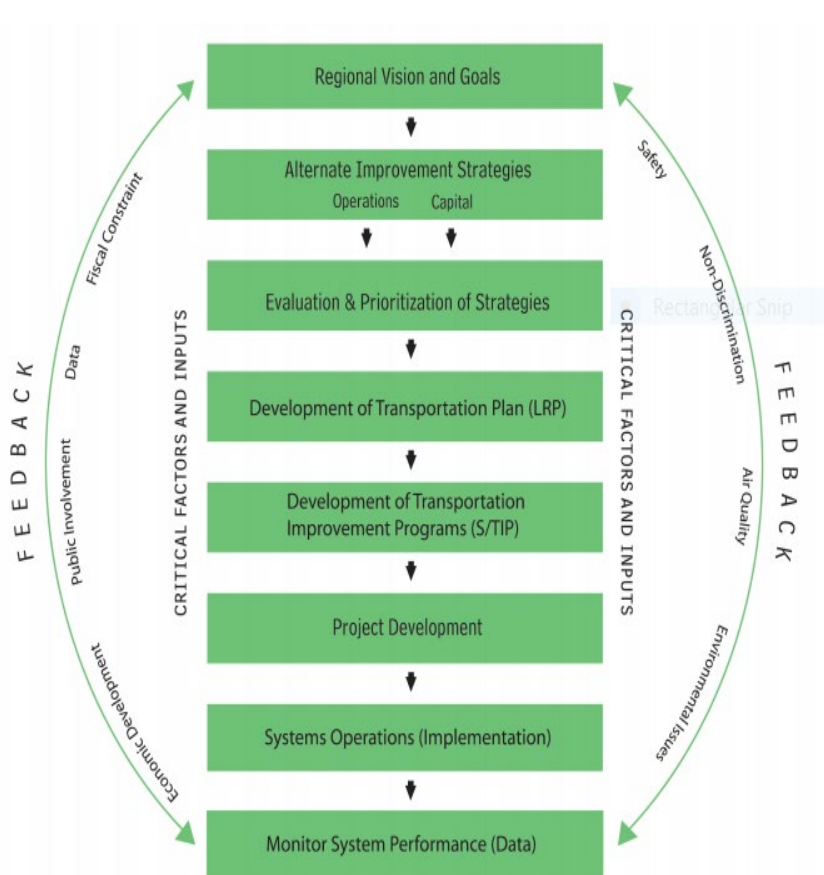 Regional Vision and Goals
Alternate Improvement Strategies
Operations Capital
Evaluation & Prioritization of Strategies
Development of Transportation Plan (LRP)
Development of Transportation
Improvement Programs (S/TIP)
Project Development
Systems Operations (Implementation)
Monitor System Performance (Data)
FEEDBACK
Fiscal Constraint
Data
Public Involvement
Economic Development
CRITICAL FACTORS AND INPUTS
CRITICAL FACTORS AND INPUTS
Safety
Non-Discrimination
Air Quality
Environmental Issues
FEEDBACK
Rectangular Snip